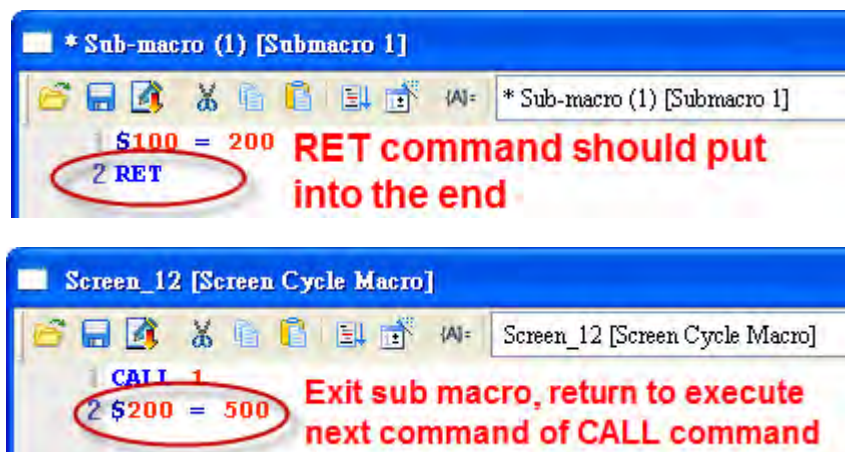 * Sub-macro (1) [Submacro 1]
{A}= * Sub-macro (1) [Submacro 1]
1 $100 = 200
2 RET
RET command should put
into the end
Screen_12 [Screen Cycle Macro]
{A}= Screen_12 [Screen Cycle Macro]
1 CALL 1
2 $200 = 500
Exit sub macro, return to execute
next command of CALL command